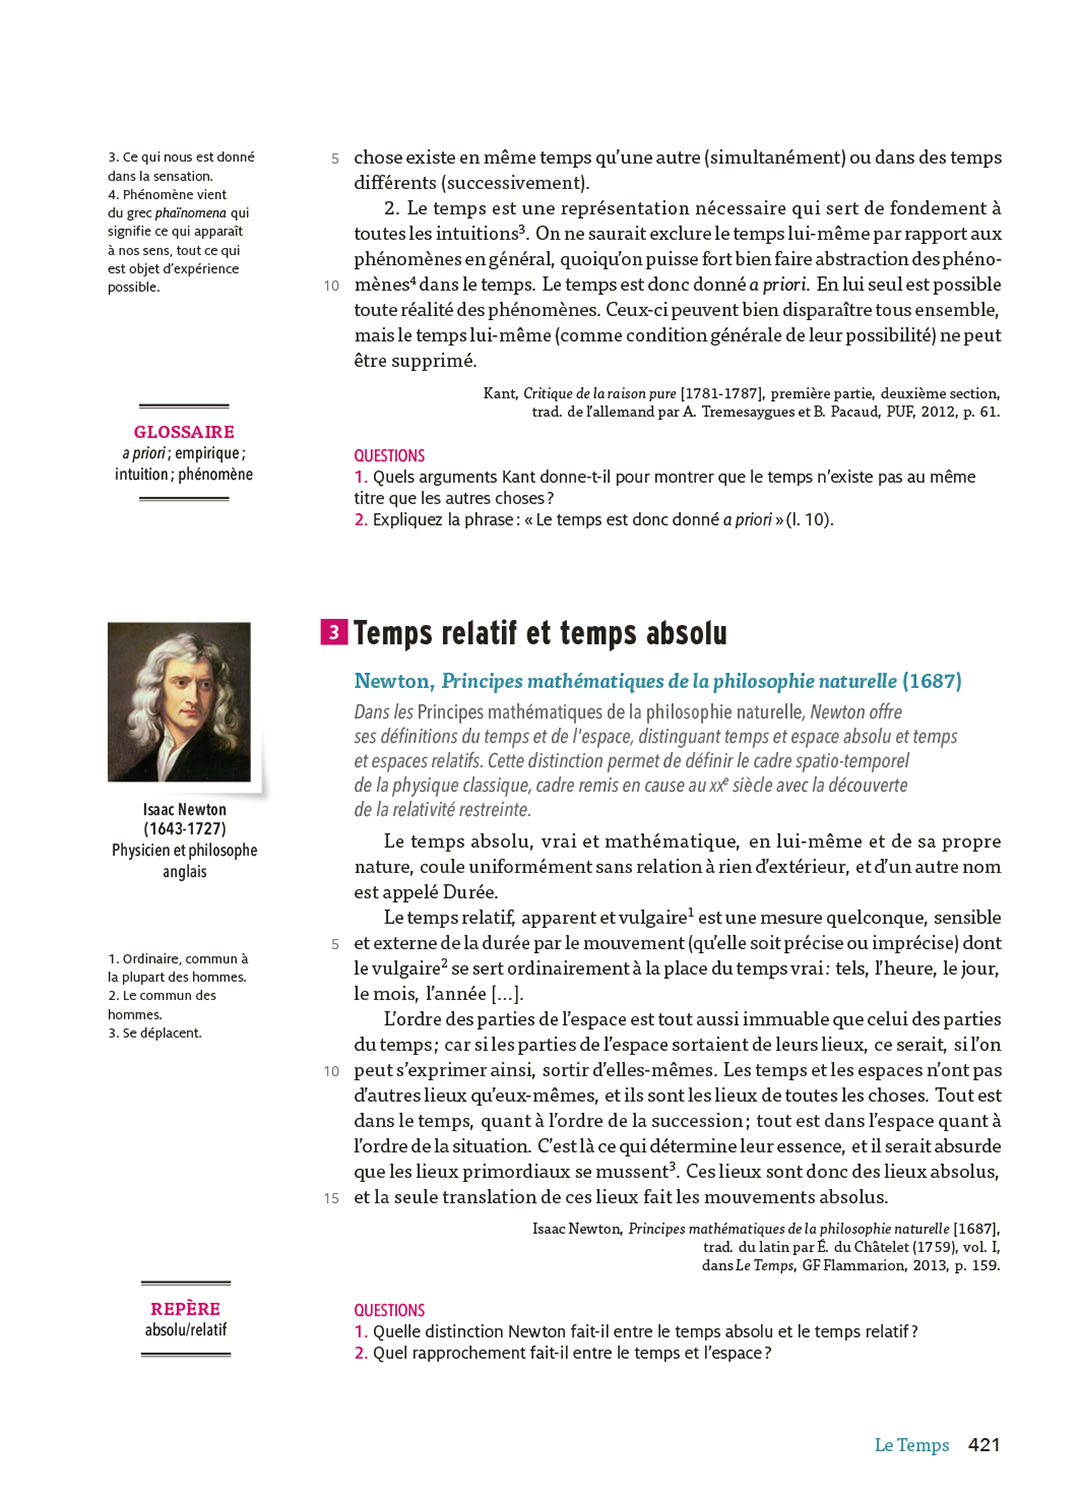 3. Ce qui nous est donné
dans la sensation.
4. Phénomène vient
du grec phaïnomena qui
signifie ce qui apparaît
à nos sens, tout ce qui
est objet d'expérience
possible.
GLOSSAIRE
a priori ; empirique ;
intuition ; phénomène
5 chose existe en même temps qu'une autre (simultanément) ou dans des temps
différents (successivement).
2. Le temps est une représentation nécessaire qui sert de fondement à
toutes les intuitions³. On ne saurait exclure le temps lui-même par rapport aux
phénomènes en général, quoiqu'on puisse fort bien faire abstraction des phéno-
10 mènes⁴ dans le temps. Le temps est donc donné a priori. En lui seul est possible
toute réalité des phénomènes. Ceux-ci peuvent bien disparaître tous ensemble,
mais le temps lui-même (comme condition générale de leur possibilité) ne peut
être supprimé.
Kant, Critique de la raison pure [1781-1787], première partie, deuxième section,
trad. de l'allemand par A. Tremesaygues et B. Pacaud, PUF, 2012, p. 61.
QUESTIONS
1. Quels arguments Kant donne-t-il pour montrer que le temps n'existe pas au même
titre que les autres choses ?
2. Expliquez la phrase : « Le temps est donc donné a priori » (l. 10).
3 Temps relatif et temps absolu
Newton, Principes mathématiques de la philosophie naturelle (1687)
Dans les Principes mathématiques de la philosophie naturelle, Newton offre
ses définitions du temps et de l'espace, distinguant temps et espace absolu et temps
et espaces relatifs. Cette distinction permet de définir le cadre spatio-temporel
de la physique classique, cadre remis en cause au XXe siècle avec la découverte
de la relativité restreinte.
Isaac Newton
(1643-1727)
Physicien et philosophe
anglais
1. Ordinaire, commun à
la plupart des hommes.
2. Le commun des
hommes.
3. Se déplacent.
Le temps absolu, vrai et mathématique, en lui-même et de sa propre
nature, coule uniformément sans relation à rien d'extérieur, et d'un autre nom
est appelé Durée.
Le temps relatif, apparent et vulgaire¹ est une mesure quelconque, sensible
5 et externe de la durée par le mouvement (qu'elle soit précise ou imprécise) dont
le vulgaire² se sert ordinairement à la place du temps vrai : tels, l'heure, le jour,
le mois, l'année [...].
L'ordre des parties de l'espace est tout aussi immuable que celui des parties
du temps ; car si les parties de l'espace sortaient de leurs lieux, ce serait, si l'on
10 peut s'exprimer ainsi, sortir d'elles-mêmes. Les temps et les espaces n'ont pas
d'autres lieux qu'eux-mêmes, et ils sont les lieux de toutes les choses. Tout est
dans le temps, quant à l'ordre de la succession ; tout est dans l'espace quant à
l'ordre de la situation. C'est là ce qui détermine leur essence, et il serait absurde
que les lieux primordiaux se mussent³. Ces lieux sont donc des lieux absolus,
15 et la seule translation de ces lieux fait les mouvements absolus.
Isaac Newton, Principes mathématiques de la philosophie naturelle [1687],
trad. du latin par É. du Châtelet (1759), vol. I,
dans Le Temps, GF Flammarion, 2013, p. 159.
REPÈRE
absolu/relatif
QUESTIONS
1. Quelle distinction Newton fait-il entre le temps absolu et le temps relatif ?
2. Quel rapprochement fait-il entre le temps et l'espace ?
Le Temps 421